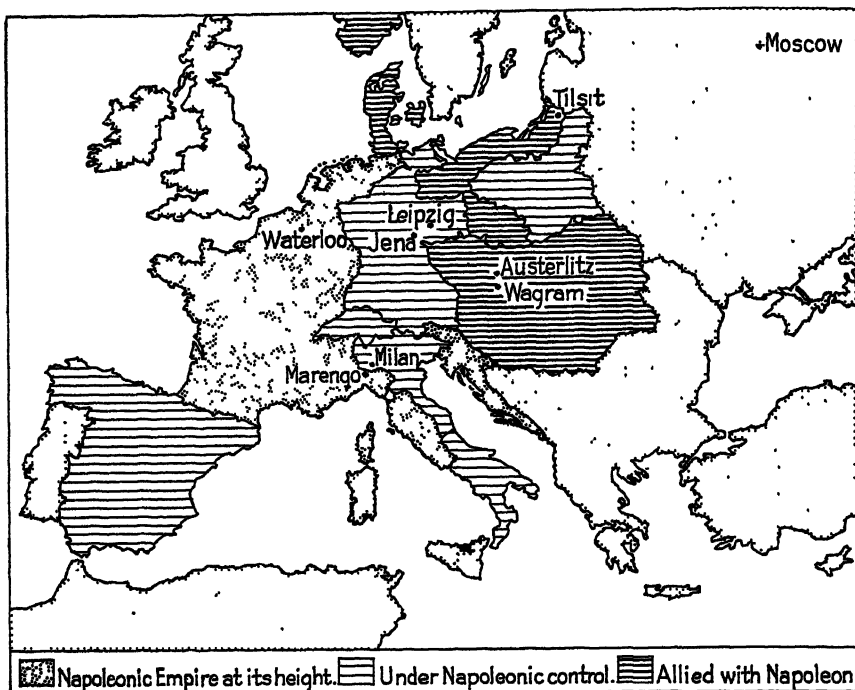 Moscow
Tilsit
Leipzig
Waterloo
Jena
Austerlitz
Wagram
Milan
Marengo
Napoleonic Empire at its height. Under Napoleonic control. Allied with Napoleon